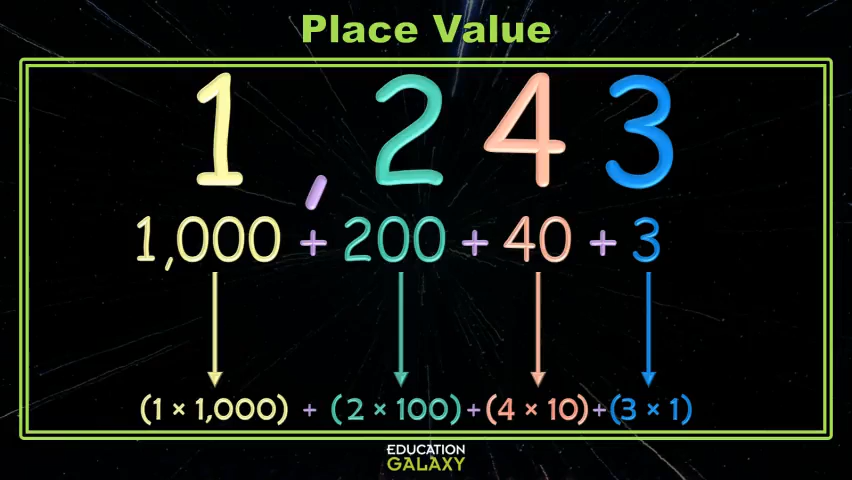 Place Value
1,243
1,000 + 200 + 40 + 3
(1 × 1,000) + (2 × 100) + (4 × 10) + (3 × 1)
EDUCATION
GALAXY